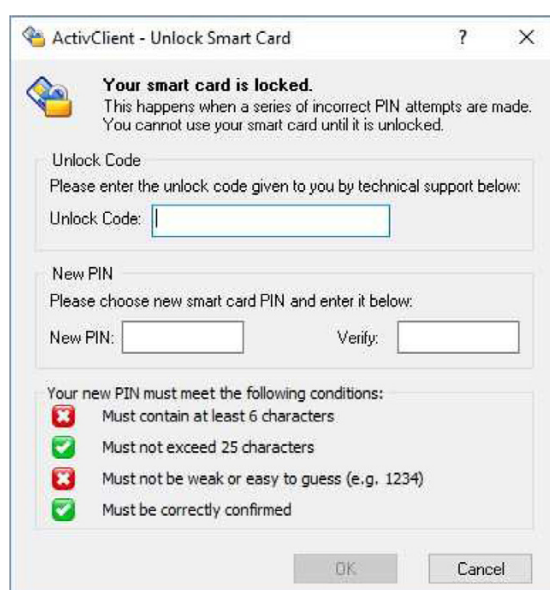 ActivClient - Unlock Smart Card
Your smart card is locked.
This happens when a series of incorrect PIN attempts are made.
You cannot use your smart card until it is unlocked.
Unlock Code
Please enter the unlock code given to you by technical support below:
Unlock Code:
New PIN
Please choose new smart card PIN and enter it below:
New PIN: Verify:
Your new PIN must meet the following conditions:
Must contain at least 6 characters
Must not exceed 25 characters
Must not be weak or easy to guess (e.g. 1234)
Must be correctly confirmed
OK Cancel